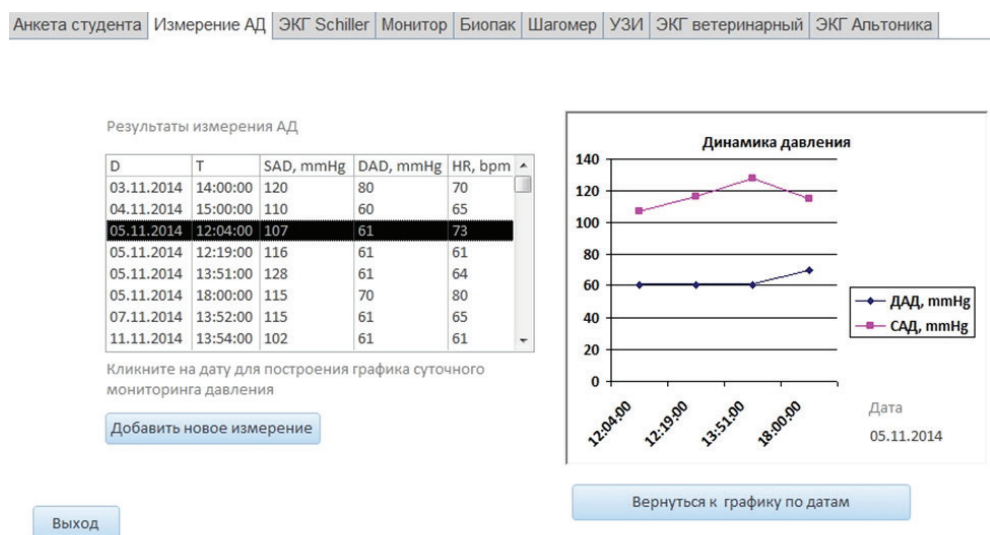 Анкета студента Измерение АД ЭКГ Schiller Монитор Биопак Шагомер УЗИ ЭКГ ветеринарный ЭКГ Альтоника
Результаты измерения АД
D T SAD, mmHg DAD, mmHg HR, bpm
03.11.2014 14:00:00 120 80 70
04.11.2014 15:00:00 110 60 65
05.11.2014 12:04:00 107 61 73
05.11.2014 12:19:00 116 61 61
05.11.2014 13:51:00 128 61 64
05.11.2014 18:00:00 115 70 80
07.11.2014 13:52:00 115 61 65
11.11.2014 13:54:00 102 61 61
Кликните на дату для построения графика суточного
мониторинга давления
Добавить новое измерение
Выход
Динамика давления
140
120
100
80
60
40
20
0
12:04:00 12:19:00 13:51:00 18:00:00
ДАД, mmHg
САД, mmHg
Дата
05.11.2014
Вернуться к графику по датам